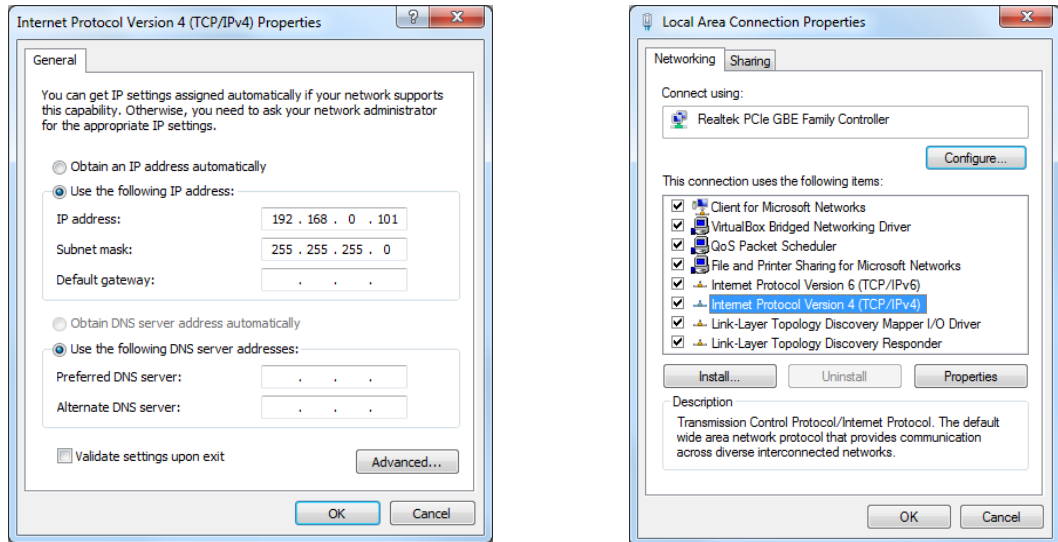 Internet Protocol Version 4 (TCP/IPv4) Properties
General
You can get IP settings assigned automatically if your network supports
this capability. Otherwise, you need to ask your network administrator
for the appropriate IP settings.
Obtain an IP address automatically
Use the following IP address:
IP address: 192 . 168 . 0 . 101
Subnet mask: 255 . 255 . 255 . 0
Default gateway: . . .
Obtain DNS server address automatically
Use the following DNS server addresses:
Preferred DNS server: . . .
Alternate DNS server: . . .
Validate settings upon exit
Advanced...
OK Cancel
Local Area Connection Properties
Networking Sharing
Connect using:
Realtek PCIe GBE Family Controller
Configure...
This connection uses the following items:
Client for Microsoft Networks
VirtualBox Bridged Networking Driver
QoS Packet Scheduler
File and Printer Sharing for Microsoft Networks
Internet Protocol Version 6 (TCP/IPv6)
Internet Protocol Version 4 (TCP/IPv4)
Link-Layer Topology Discovery Mapper I/O Driver
Link-Layer Topology Discovery Responder
Install... Uninstall Properties
Description
Transmission Control Protocol/Internet Protocol. The default
wide area network protocol that provides communication
across diverse interconnected networks.
OK Cancel